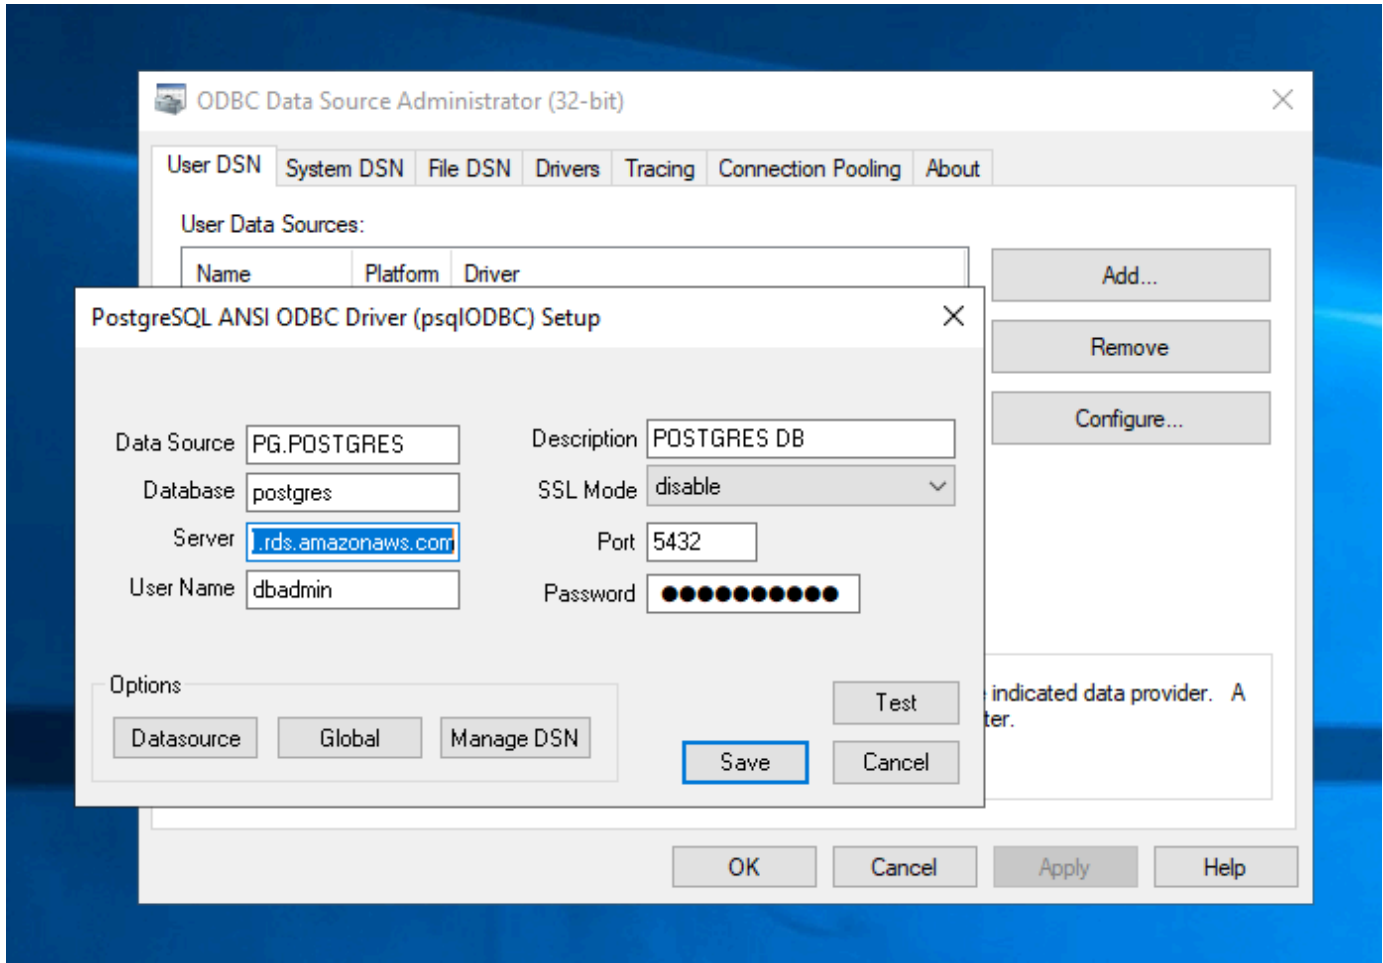 ODBC Data Source Administrator (32-bit)
User DSN System DSN File DSN Drivers Tracing Connection Pooling About
User Data Sources:
Name Platform Driver
Add...
Remove
Configure...
PostgreSQL ANSI ODBC Driver (psqlODBC) Setup
Data Source PG.POSTGRES Description POSTGRES DB
Database postgres SSL Mode disable
Server .rds.amazonaws.com Port 5432
User Name dbadmin Password ●●●●●●●●●●
Options
Datasource Global Manage DSN
Test
Save Cancel
indicated data provider. A
ter.
OK Cancel Apply Help